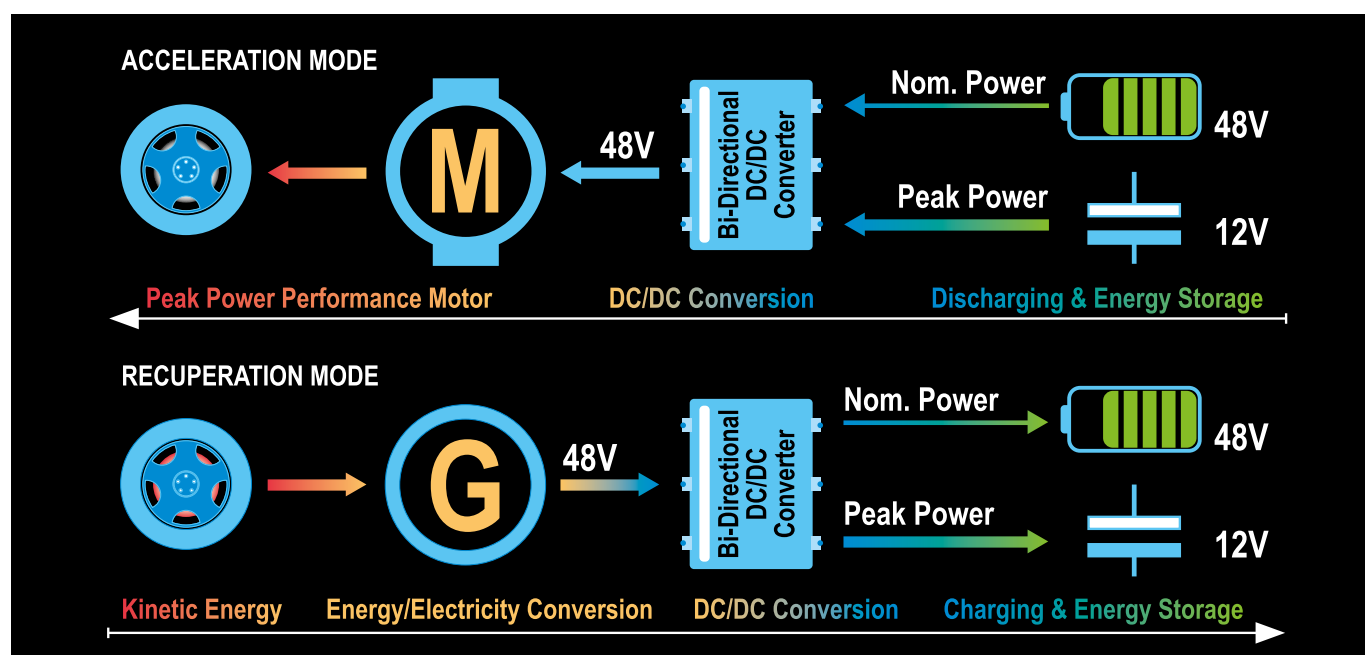 ACCELERATION MODE
M
48V
Bi-Directional
DC/DC
Converter
Nom. Power
48V
Peak Power
12V
Peak Power Performance Motor
DC/DC Conversion
Discharging & Energy Storage
RECUPERATION MODE
G
48V
Bi-Directional
DC/DC
Converter
Nom. Power
48V
Peak Power
12V
Kinetic Energy
Energy/Electricity Conversion
DC/DC Conversion
Charging & Energy Storage